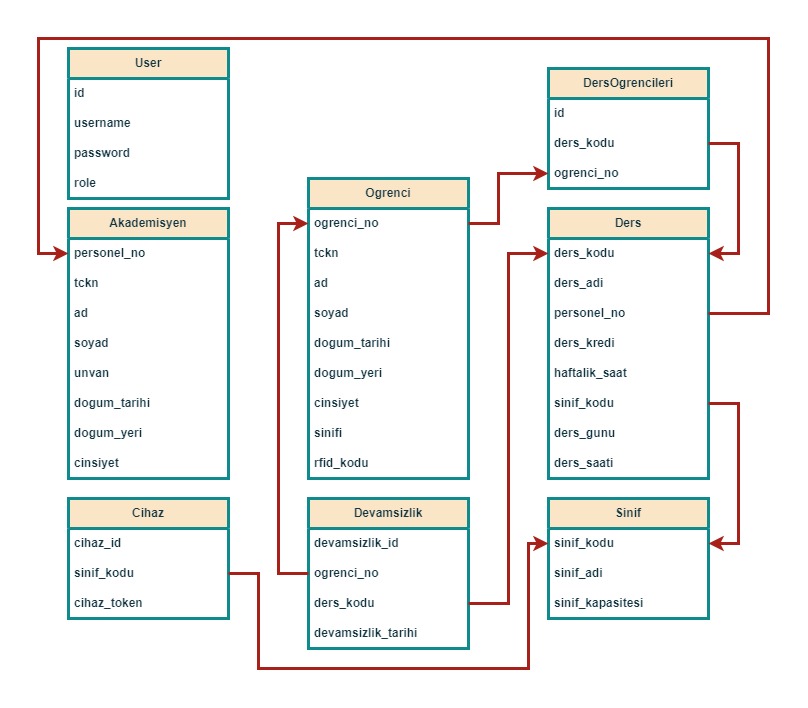 User
id
username
password
role
Akademisyen
personel_no
tckn
ad
soyad
unvan
dogum_tarihi
dogum_yeri
cinsiyet
Cihaz
cihaz_id
sinif_kodu
cihaz_token
Ogrenci
ogrenci_no
tckn
ad
soyad
dogum_tarihi
dogum_yeri
cinsiyet
sinifi
rfid_kodu
Devamsizlik
devamsizlik_id
ogrenci_no
ders_kodu
devamsizlik_tarihi
DersOgrencileri
id
ders_kodu
ogrenci_no
Ders
ders_kodu
ders_adi
personel_no
ders_kredi
haftalik_saat
sinif_kodu
ders_gunu
ders_saati
Sinif
sinif_kodu
sinif_adi
sinif_kapasitesi